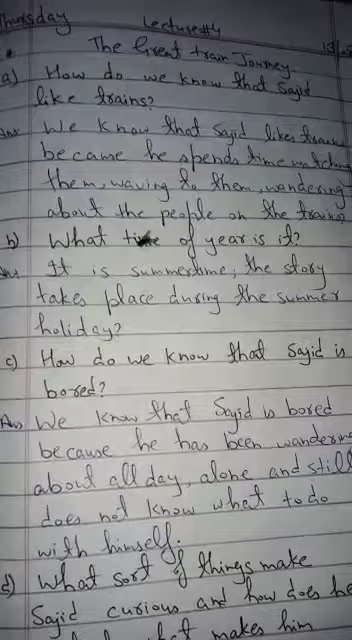 Thursday Lecture#4
The Great train Journey
a) How do we know that Sajid
like trains?
Ans We know that Sajid likes trains
because he spends time watching
them, waving to them, wandering
about the people on the trains
b) What time of year is it?
Ans. It is summertime, the story
takes place during the summer
holiday?
c) How do we know that Sajid is
bored?
Ans We know that Sajid is bored
because he has been wandering
about all day, alone and still
does not know what to do
with himself.
d) What sort of things make
Sajid curious and how does he
makes him